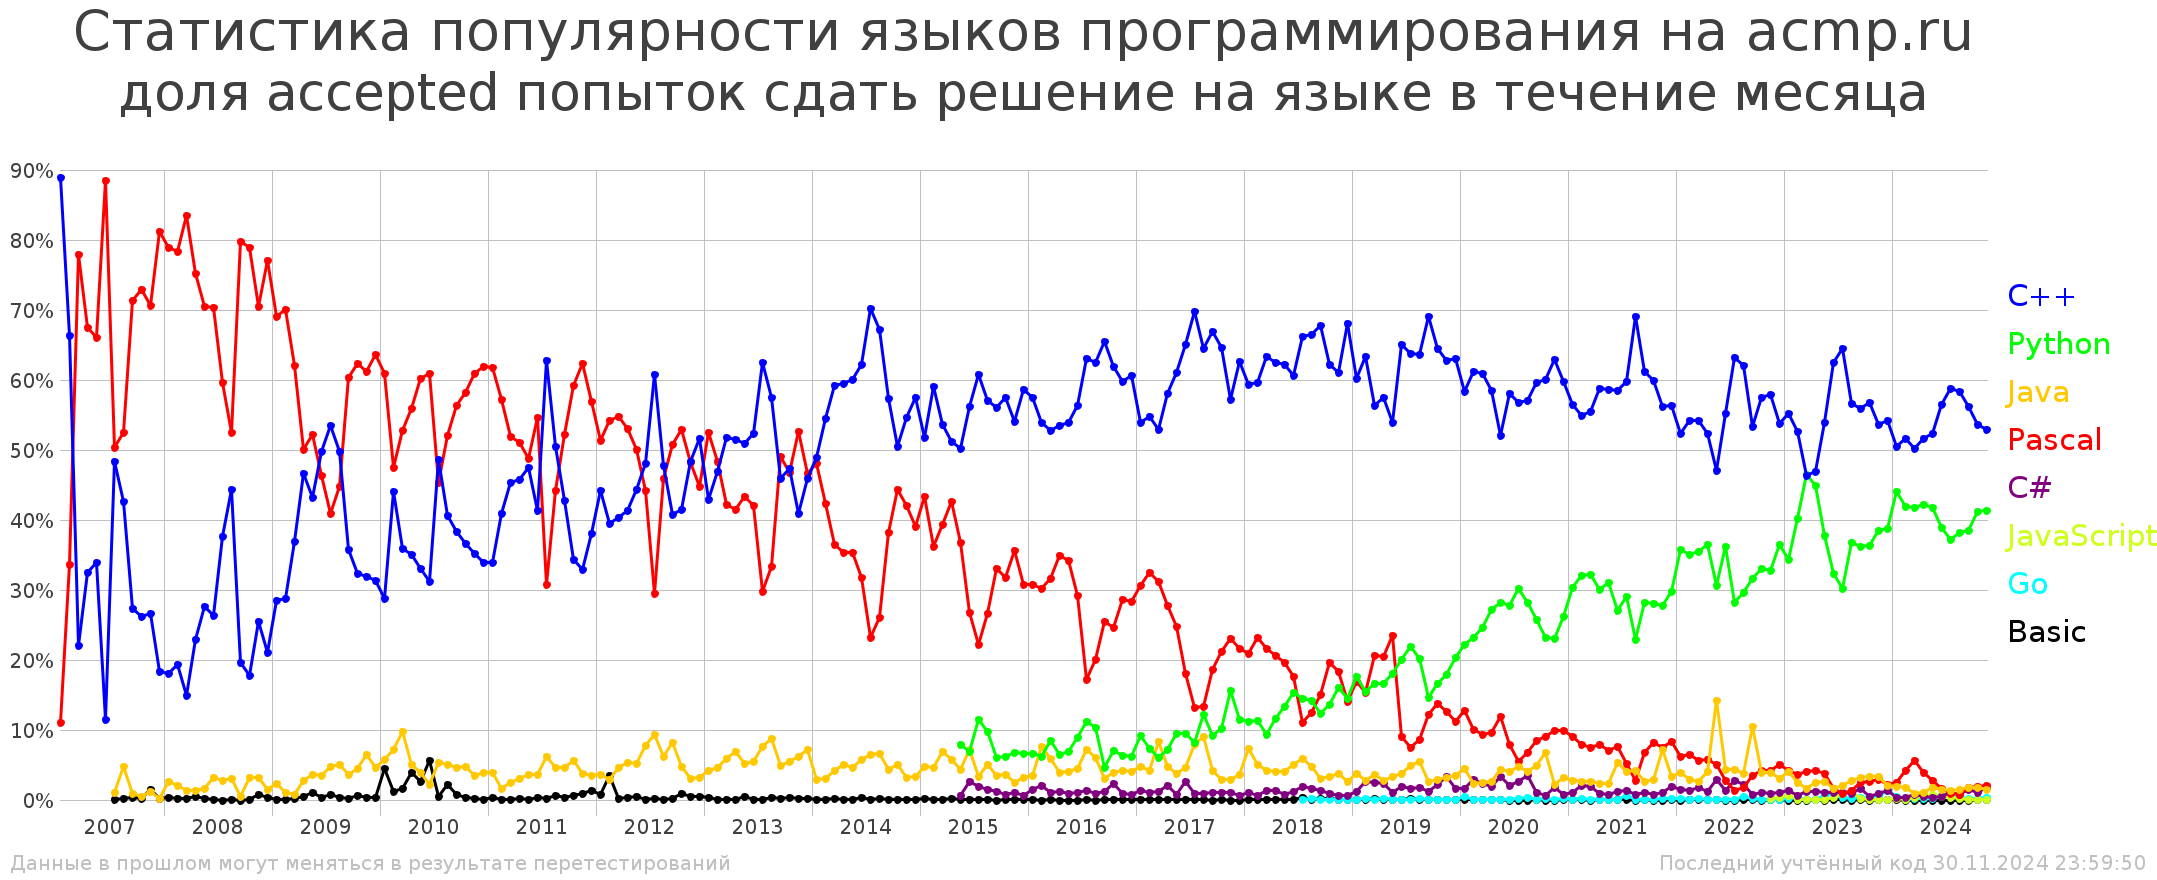 Статистика популярности языков программирования на acmp.ru
доля accepted попыток сдать решение на языке в течение месяца
90%
80%
70%
60%
50%
40%
30%
20%
10%
0%
2007 2008 2009 2010 2011 2012 2013 2014 2015 2016 2017 2018 2019 2020 2021 2022 2023 2024
C++
Python
Java
Pascal
C#
JavaScript
Go
Basic
Данные в прошлом могут меняться в результате перетестирований
Последний учтённый код 30.11.2024 23:59:50